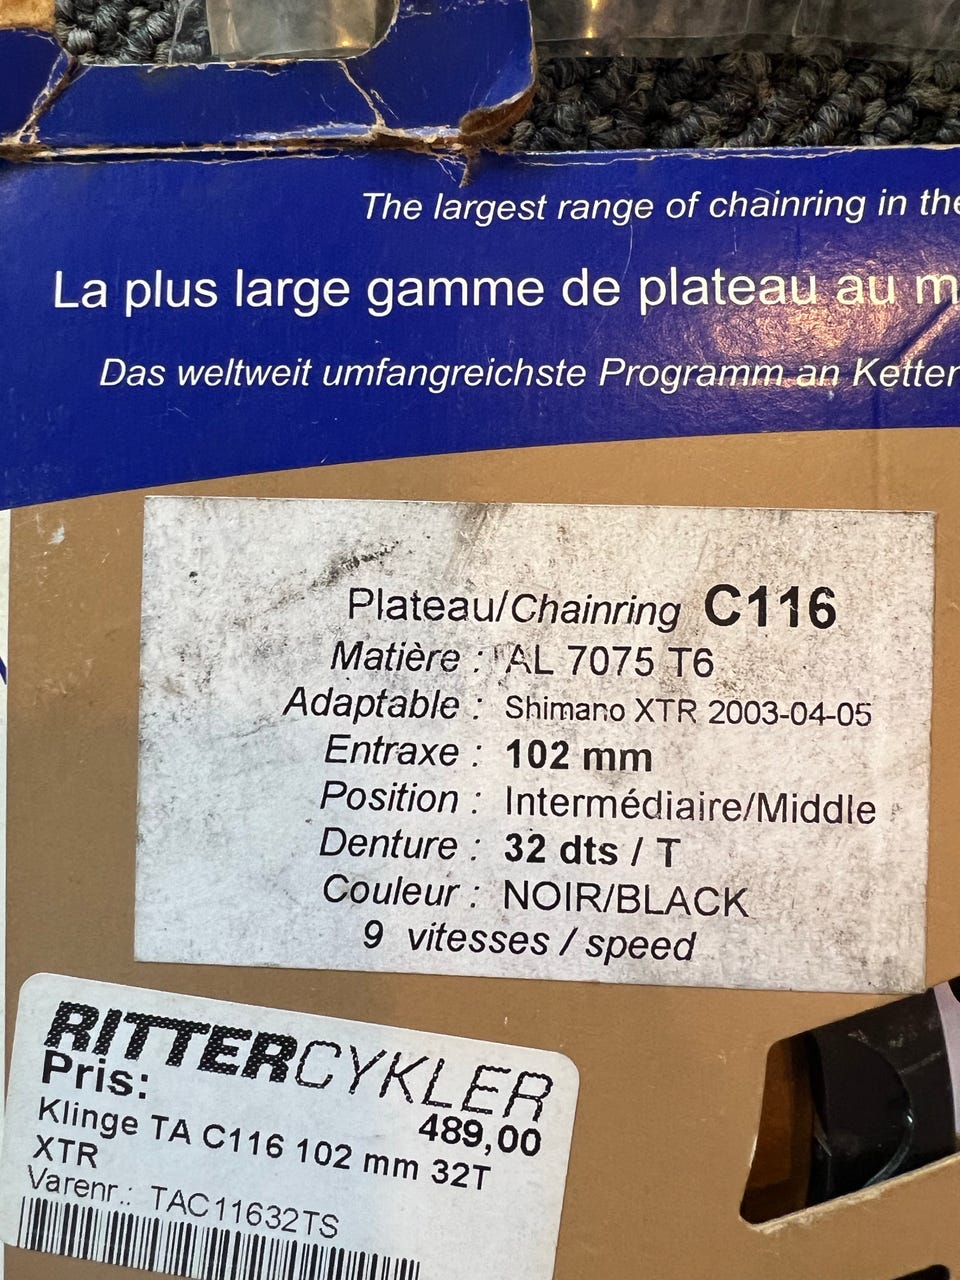 The largest range of chainring in the
La plus large gamme de plateau au m
Das weltweit umfangreichste Programm an Ketten
Plateau/Chainring C116
Matière : AL 7075 T6
Adaptable : Shimano XTR 2003-04-05
Entraxe : 102 mm
Position : Intermédiaire/Middle
Denture : 32 dts / T
Couleur : NOIR/BLACK
9 vitesses / speed
RITTERCYKLER
Pris: 489,00
Klinge TA C116 102 mm 32T
XTR
Varenr.: TAC11632TS